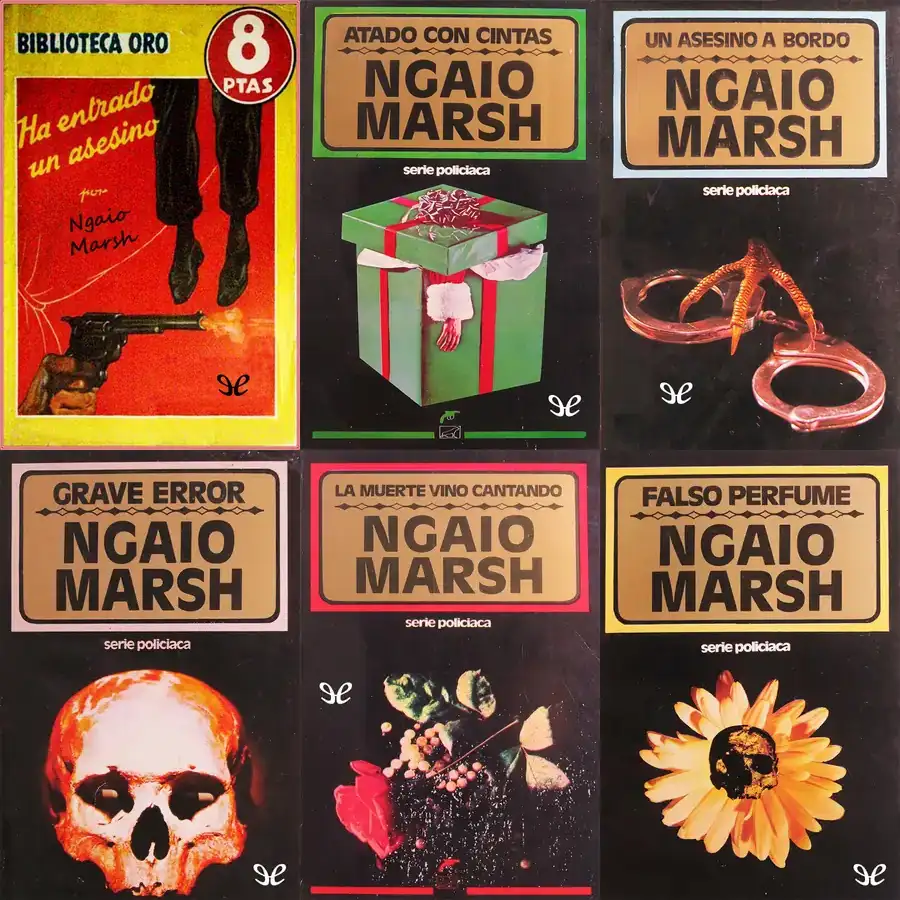 BIBLIOTECA ORO
8
PTAS
Ha entrado
un asesino
por
Ngaio
Marsh
ATADO CON CINTAS
NGAIO
MARSH
serie policiaca
UN ASESINO A BORDO
NGAIO
MARSH
serie policiaca
GRAVE ERROR
NGAIO
MARSH
serie policiaca
LA MUERTE VINO CANTANDO
NGAIO
MARSH
serie policiaca
FALSO PERFUME
NGAIO
MARSH
serie policiaca